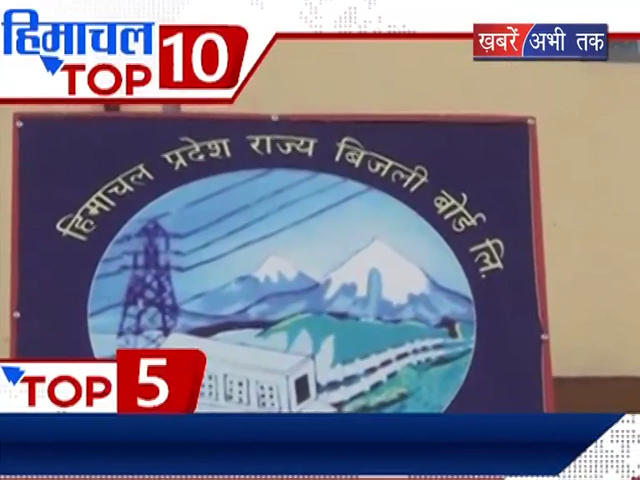 हिमाचल
TOP 10
ख़बरें अभी तक
हिमाचल प्रदेश राज्य बिजली बोर्ड लि.
TOP 5